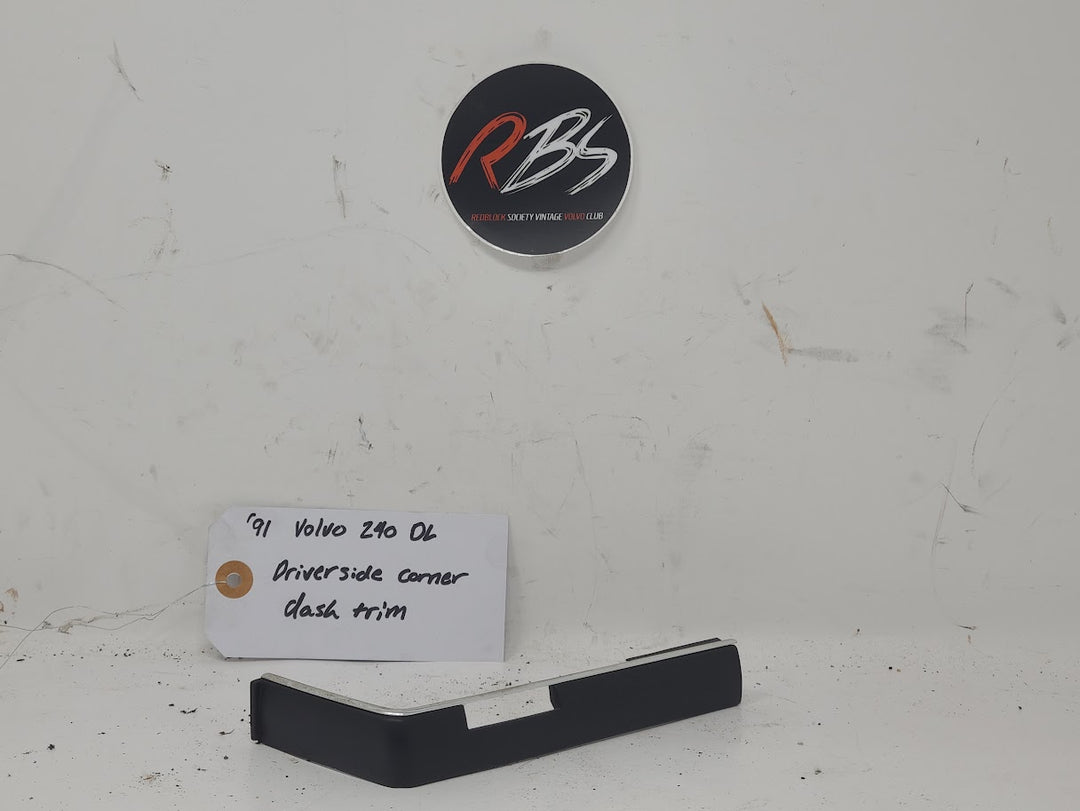 RBS
REDBLOCK SOCIETY VINTAGE VOLVO CLUB
'91 Volvo 240 DL
Driverside corner
dash trim